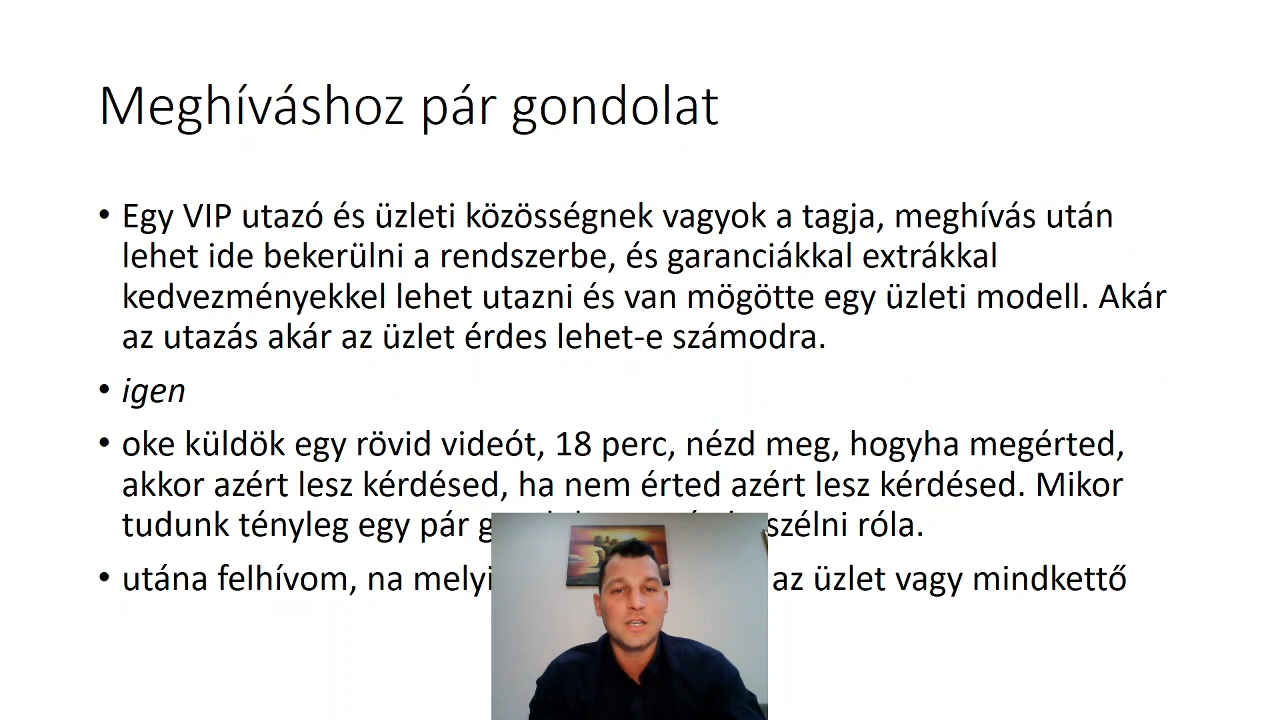 Meghíváshoz pár gondolat
• Egy VIP utazó és üzleti közösségnek vagyok a tagja, meghívás után
lehet ide bekerülni a rendszerbe, és garanciákkal extrákkal
kedvezményekkel lehet utazni és van mögötte egy üzleti modell. Akár
az utazás akár az üzlet érdes lehet-e számodra.
• igen
• oke küldök egy rövid videót, 18 perc, nézd meg, hogyha megérted,
akkor azért lesz kérdésed, ha nem érted azért lesz kérdésed. Mikor
tudunk tényleg egy pár róla.
• utána felhívom, na az üzlet vagy mindkettő